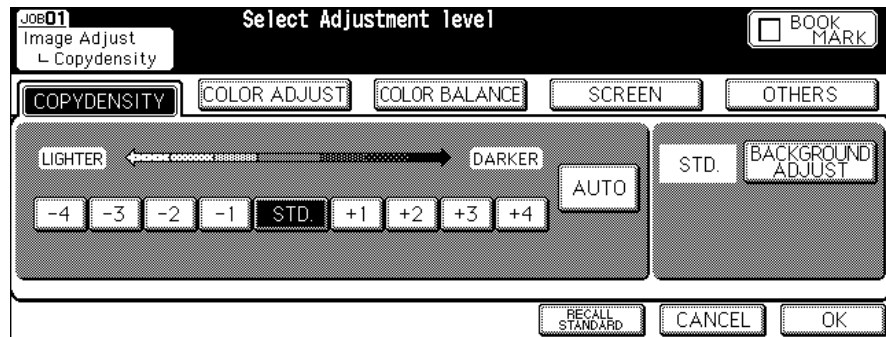 JOB01
Select Adjustment level
Image Adjust
Copydensity
BOOK
MARK
COPYDENSITY COLOR ADJUST COLOR BALANCE SCREEN OTHERS
LIGHTER DARKER
AUTO
STD.
BACKGROUND
ADJUST
-4 -3 -2 -1 STD. +1 +2 +3 +4
RECALL
STANDARD
CANCEL OK